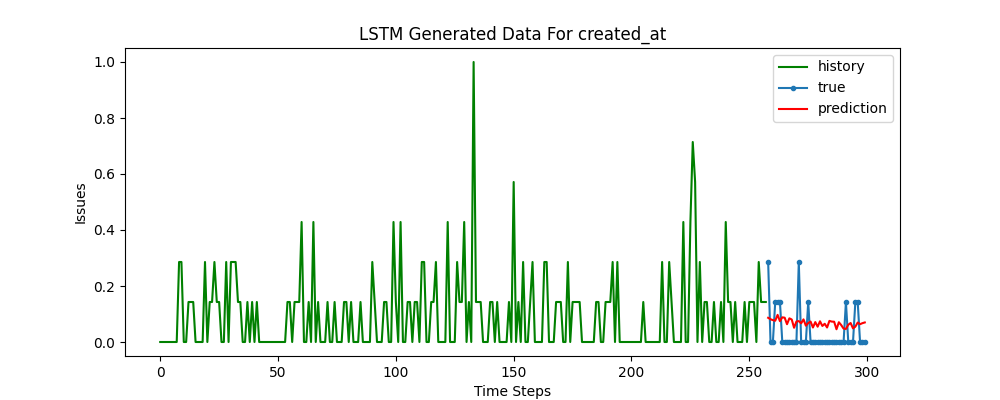 LSTM Generated Data For created_at
history
true
prediction
Issues
1.0
0.8
0.6
0.4
0.2
0.0
0 50 100 150 200 250 300
Time Steps